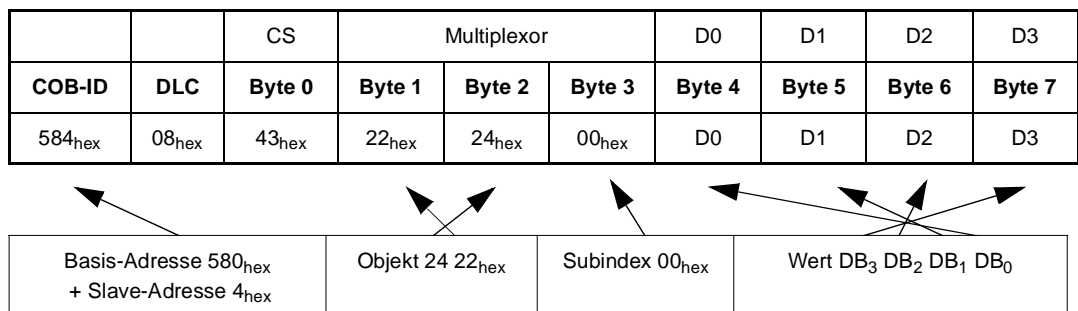 CS Multiplexor D0 D1 D2 D3
COB-ID DLC Byte 0 Byte 1 Byte 2 Byte 3 Byte 4 Byte 5 Byte 6 Byte 7
584hex 08hex 43hex 22hex 24hex 00hex D0 D1 D2 D3
Basis-Adresse 580hex Objekt 24 22hex Subindex 00hex Wert DB3 DB2 DB1 DB0
+ Slave-Adresse 4hex